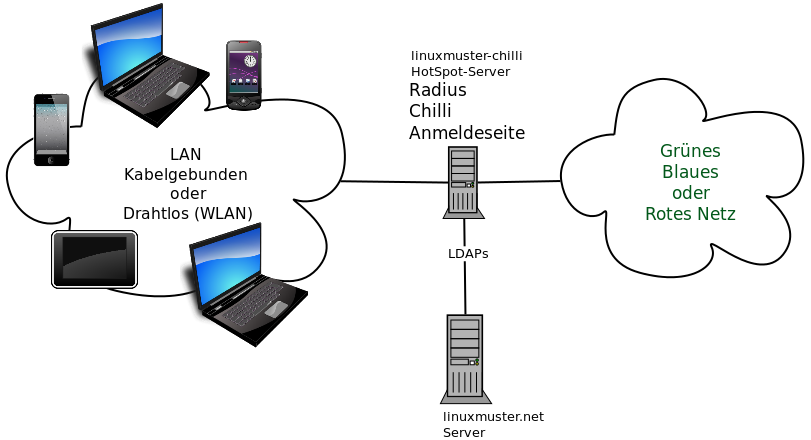 linuxmuster-chilli
HotSpot-Server
Radius
Chilli
Anmeldeseite
LAN
Kabelgebunden
oder
Drahtlos (WLAN)
Grünes
Blaues
oder
Rotes Netz
LDAPs
linuxmuster.net
Server